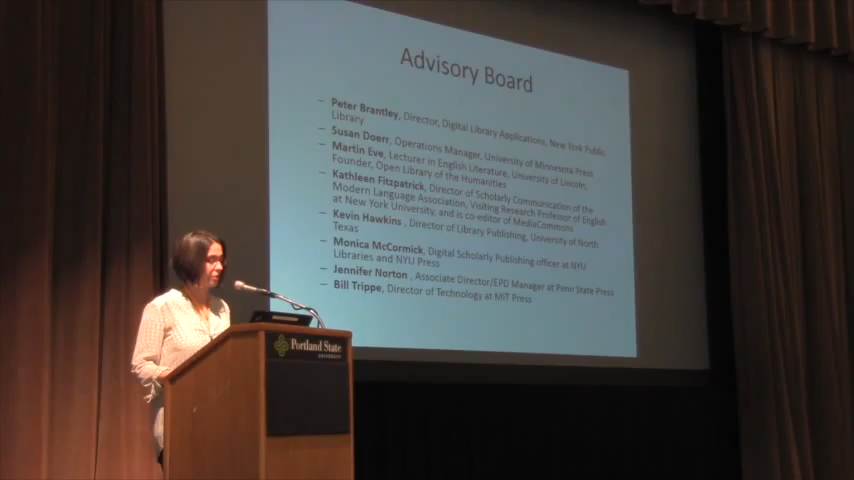 Advisory Board
– Peter Brantley, Director, Digital Library Applications, New York Public
Library
– Susan Doerr, Operations Manager, University of Minnesota Press
– Martin Eve, Lecturer in English Literature, University of Lincoln;
Founder, Open Library of the Humanities
– Kathleen Fitzpatrick, Director of Scholarly Communication of the
Modern Language Association, Visiting Research Professor of English
at New York University, and is co-editor of MediaCommons
– Kevin Hawkins , Director of Library Publishing, University of North
Texas
– Monica McCormick, Digital Scholarly Publishing officer at NYU
Libraries and NYU Press
– Jennifer Norton , Associate Director/EPD Manager at Penn State Press
– Bill Trippe, Director of Technology at MIT Press
Portland State
UNIVERSITY